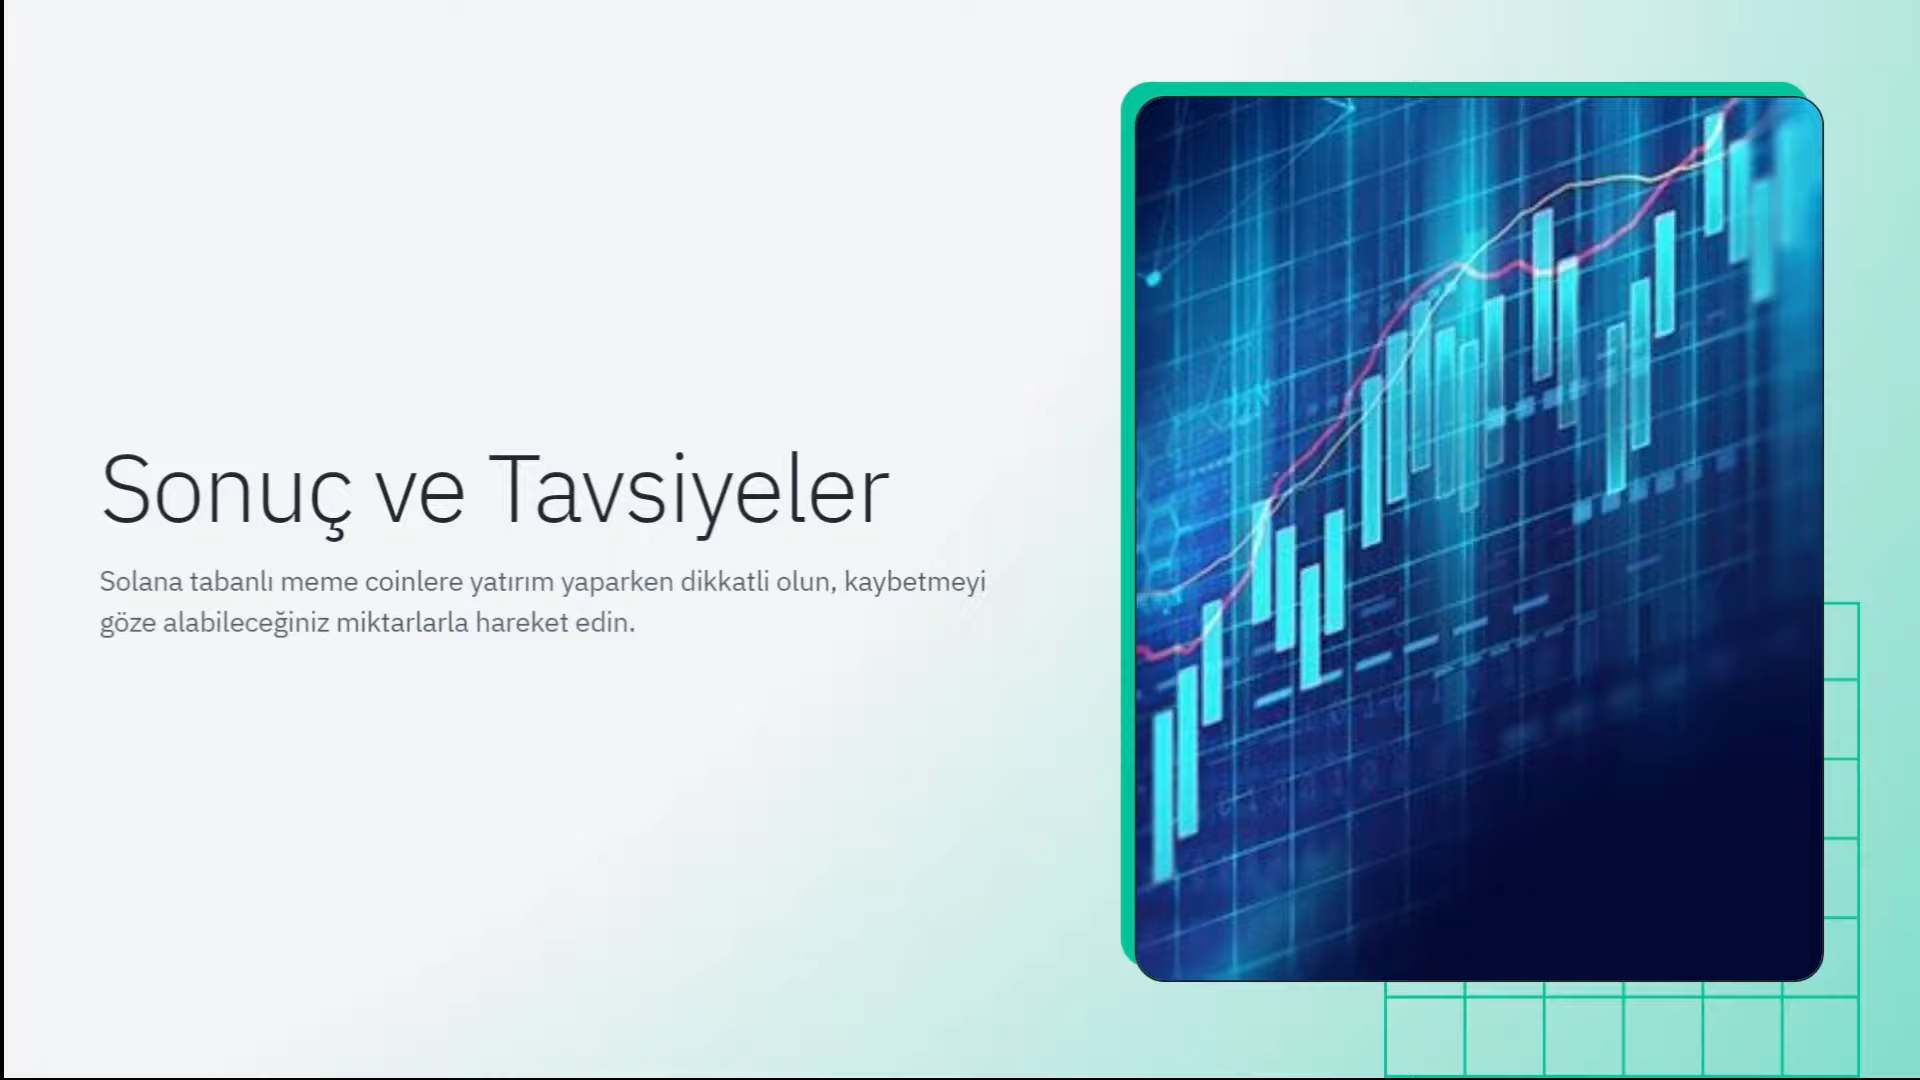 Sonuç ve Tavsiyeler
Solana tabanlı meme coinlere yatırım yaparken dikkatli olun, kaybetmeyi
göze alabileceğiniz miktarlarla hareket edin.